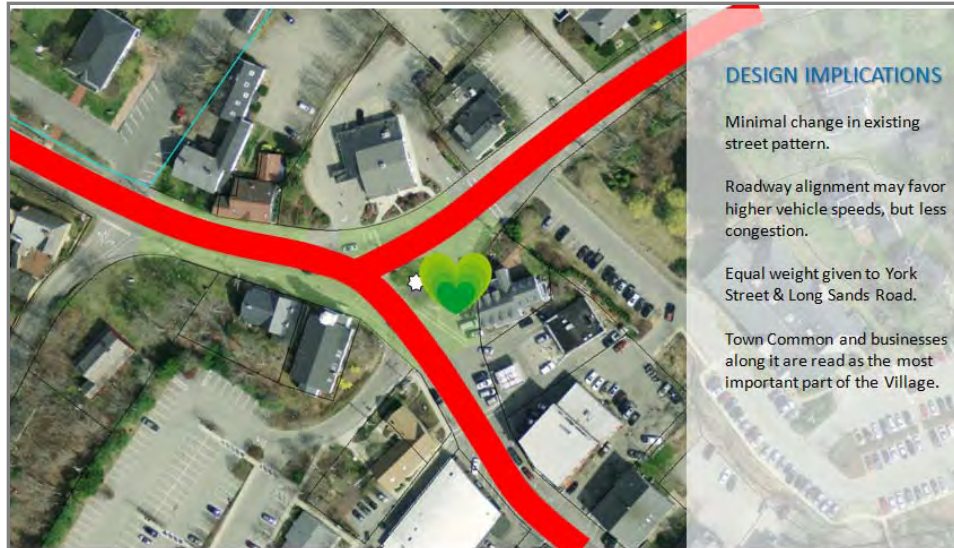 DESIGN IMPLICATIONS
Minimal change in existing
street pattern.
Roadway alignment may favor
higher vehicle speeds, but less
congestion.
Equal weight given to York
Street & Long Sands Road.
Town Common and businesses
along it are read as the most
important part of the Village.